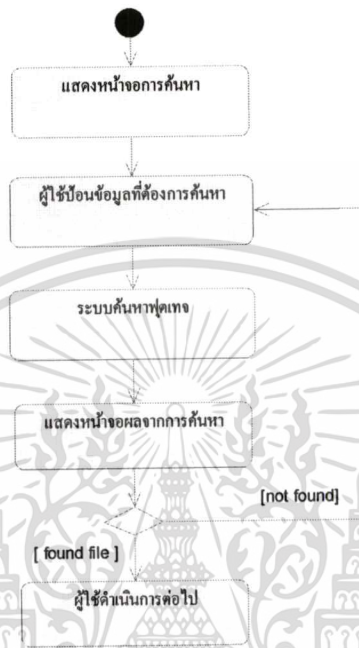 แสดงหน้าจอการค้นหา
ผู้ใช้ป้อนข้อมูลที่ต้องการค้นหา
ระบบค้นหาฟุตเทจ
แสดงหน้าจอผลจากการค้นหา
[not found]
[ found file ]
ผู้ใช้ดำเนินการต่อไป